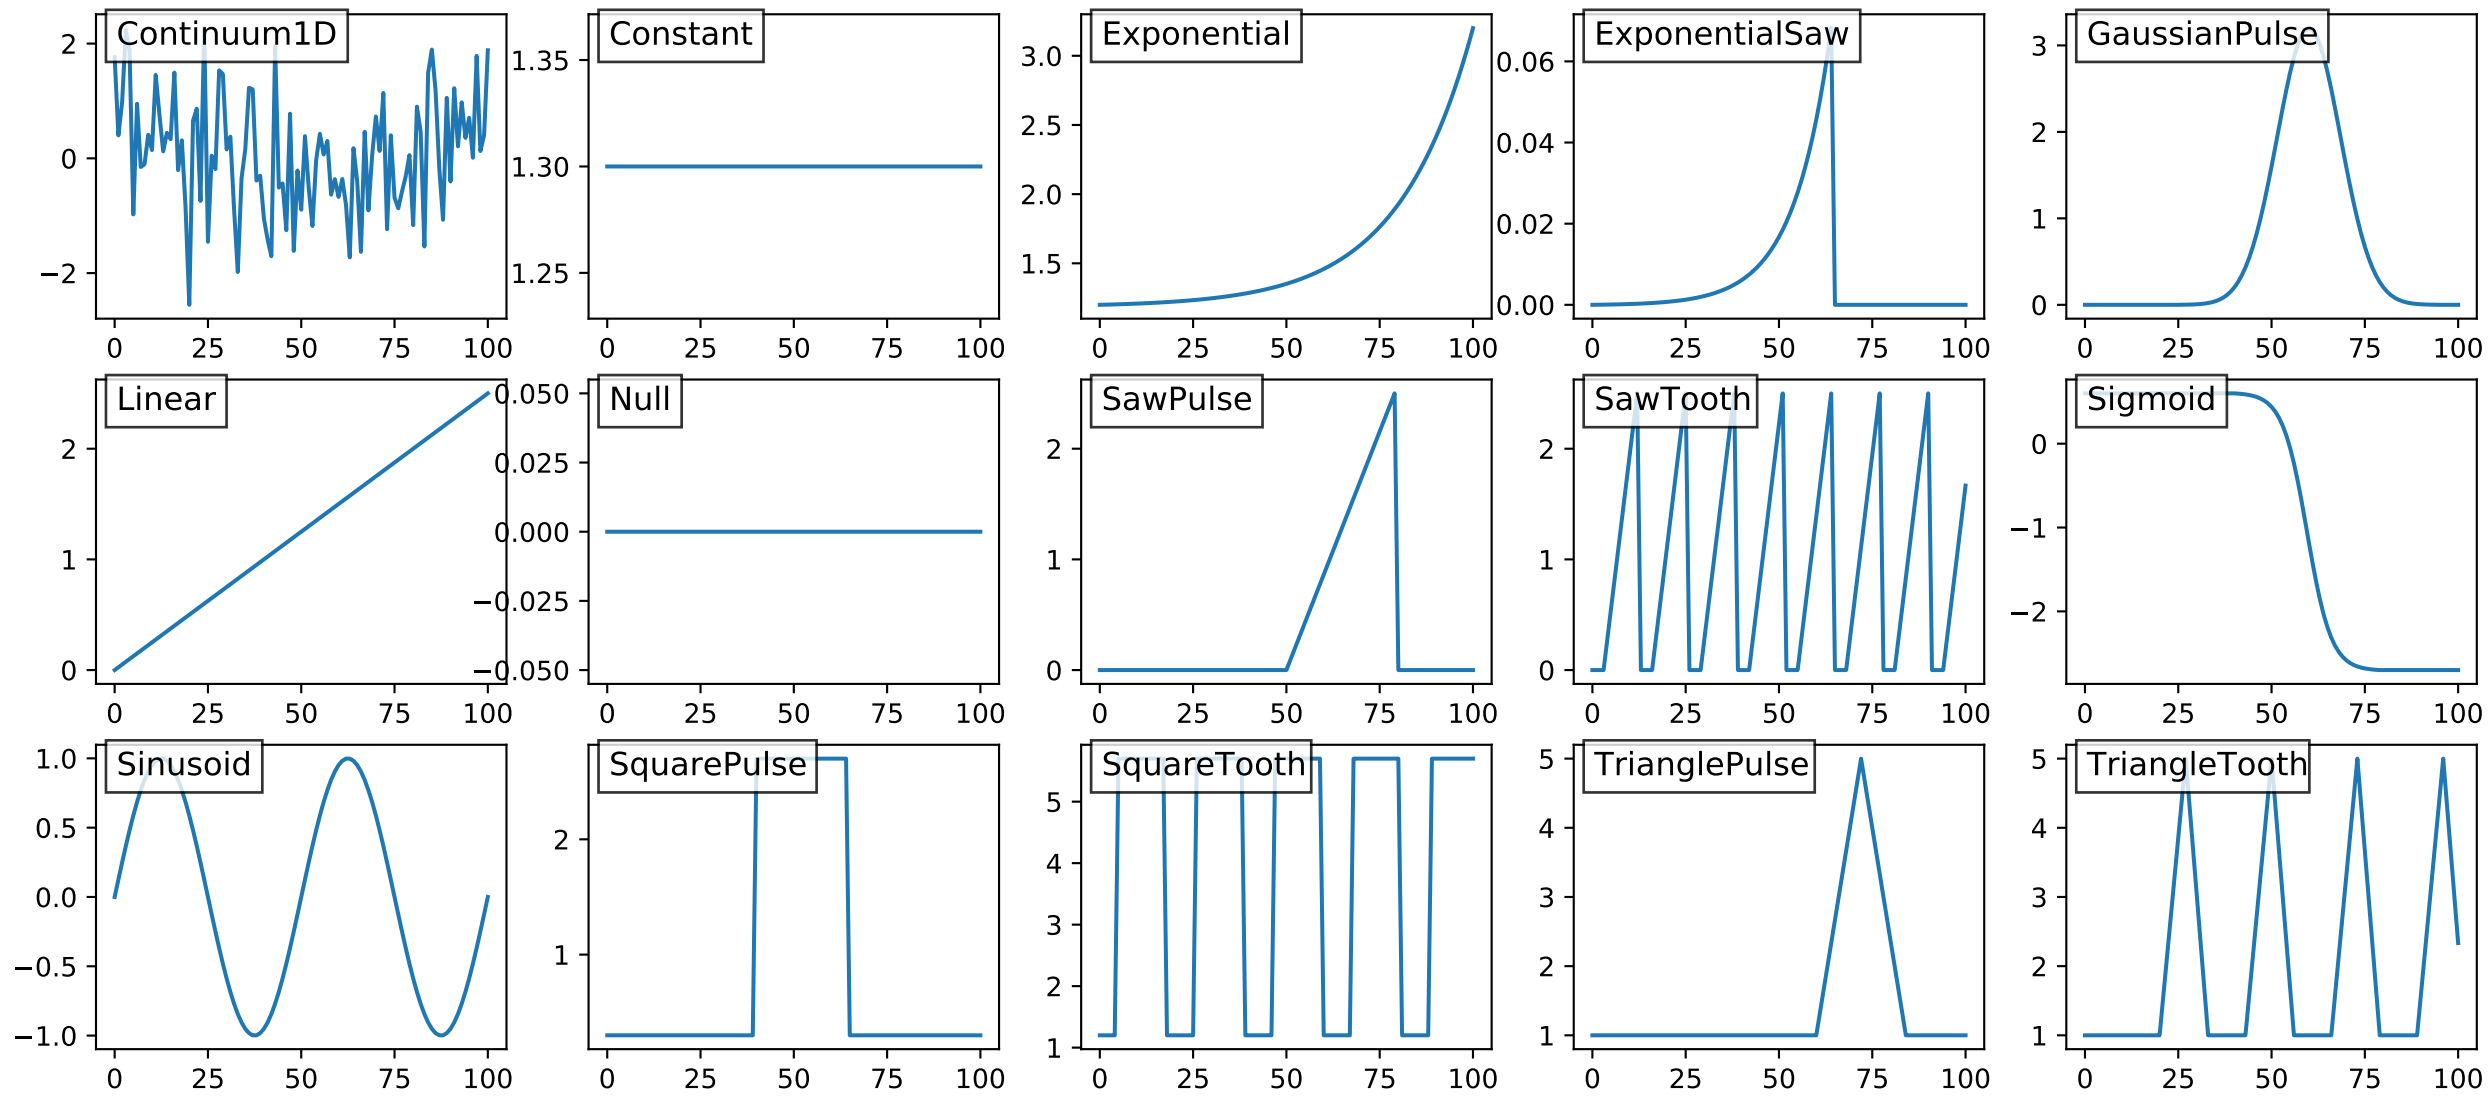 Continuum1D
2
0
−2
0 25 50 75 100
Constant
1.35
1.30
1.25
0 25 50 75 100
Exponential
3.0
2.5
2.0
1.5
0 25 50 75 100
ExponentialSaw
0.06
0.04
0.02
0.00
0 25 50 75 100
GaussianPulse
3
2
1
0
0 25 50 75 100
Linear
2
1
0
0 25 50 75 100
Null
0.050
0.025
0.000
−0.025
−0.050
0 25 50 75 100
SawPulse
2
1
0
0 25 50 75 100
SawTooth
2
1
0
0 25 50 75 100
Sigmoid
0
−1
−2
0 25 50 75 100
Sinusoid
1.0
0.5
0.0
−0.5
−1.0
0 25 50 75 100
SquarePulse
2
1
0 25 50 75 100
SquareTooth
5
4
3
2
1
0 25 50 75 100
TrianglePulse
5
4
3
2
1
0 25 50 75 100
TriangleTooth
5
4
3
2
1
0 25 50 75 100